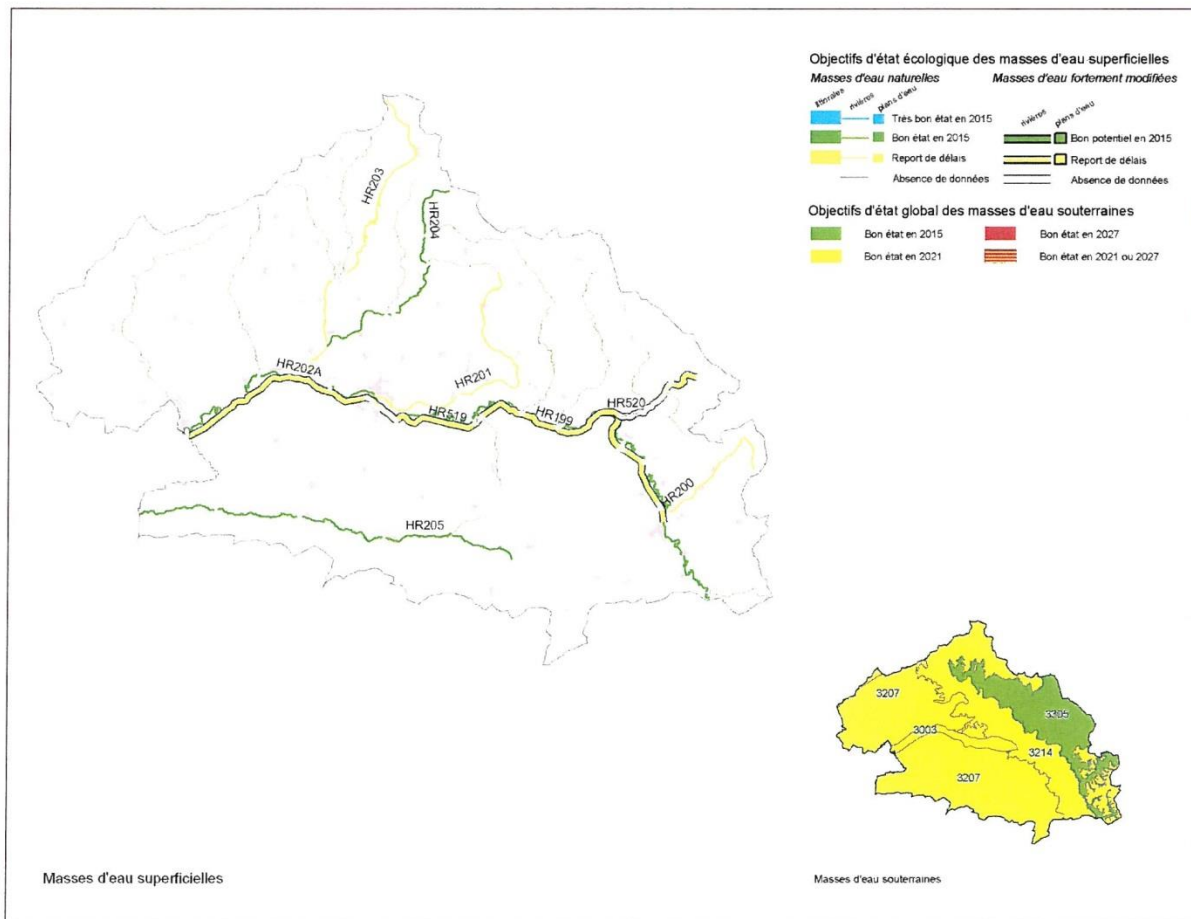 Objectifs d'état écologique des masses d'eau superficielles
Masses d'eau naturelles
Masses d'eau fortement modifiées
littorales
rivières
plans d'eau
rivières
plans d'eau
Très bon état en 2015
Bon état en 2015
Bon potentiel en 2015
Report de délais
Report de délais
Absence de données
Absence de données
Objectifs d'état global des masses d'eau souterraines
Bon état en 2015
Bon état en 2027
Bon état en 2021
Bon état en 2021 ou 2027
HR203
HR204
HR202A
HR201
HR519
HR199
HR520
HR200
HR205
3207
3305
3003
3214
3207
Masses d'eau superficielles
Masses d'eau souterraines